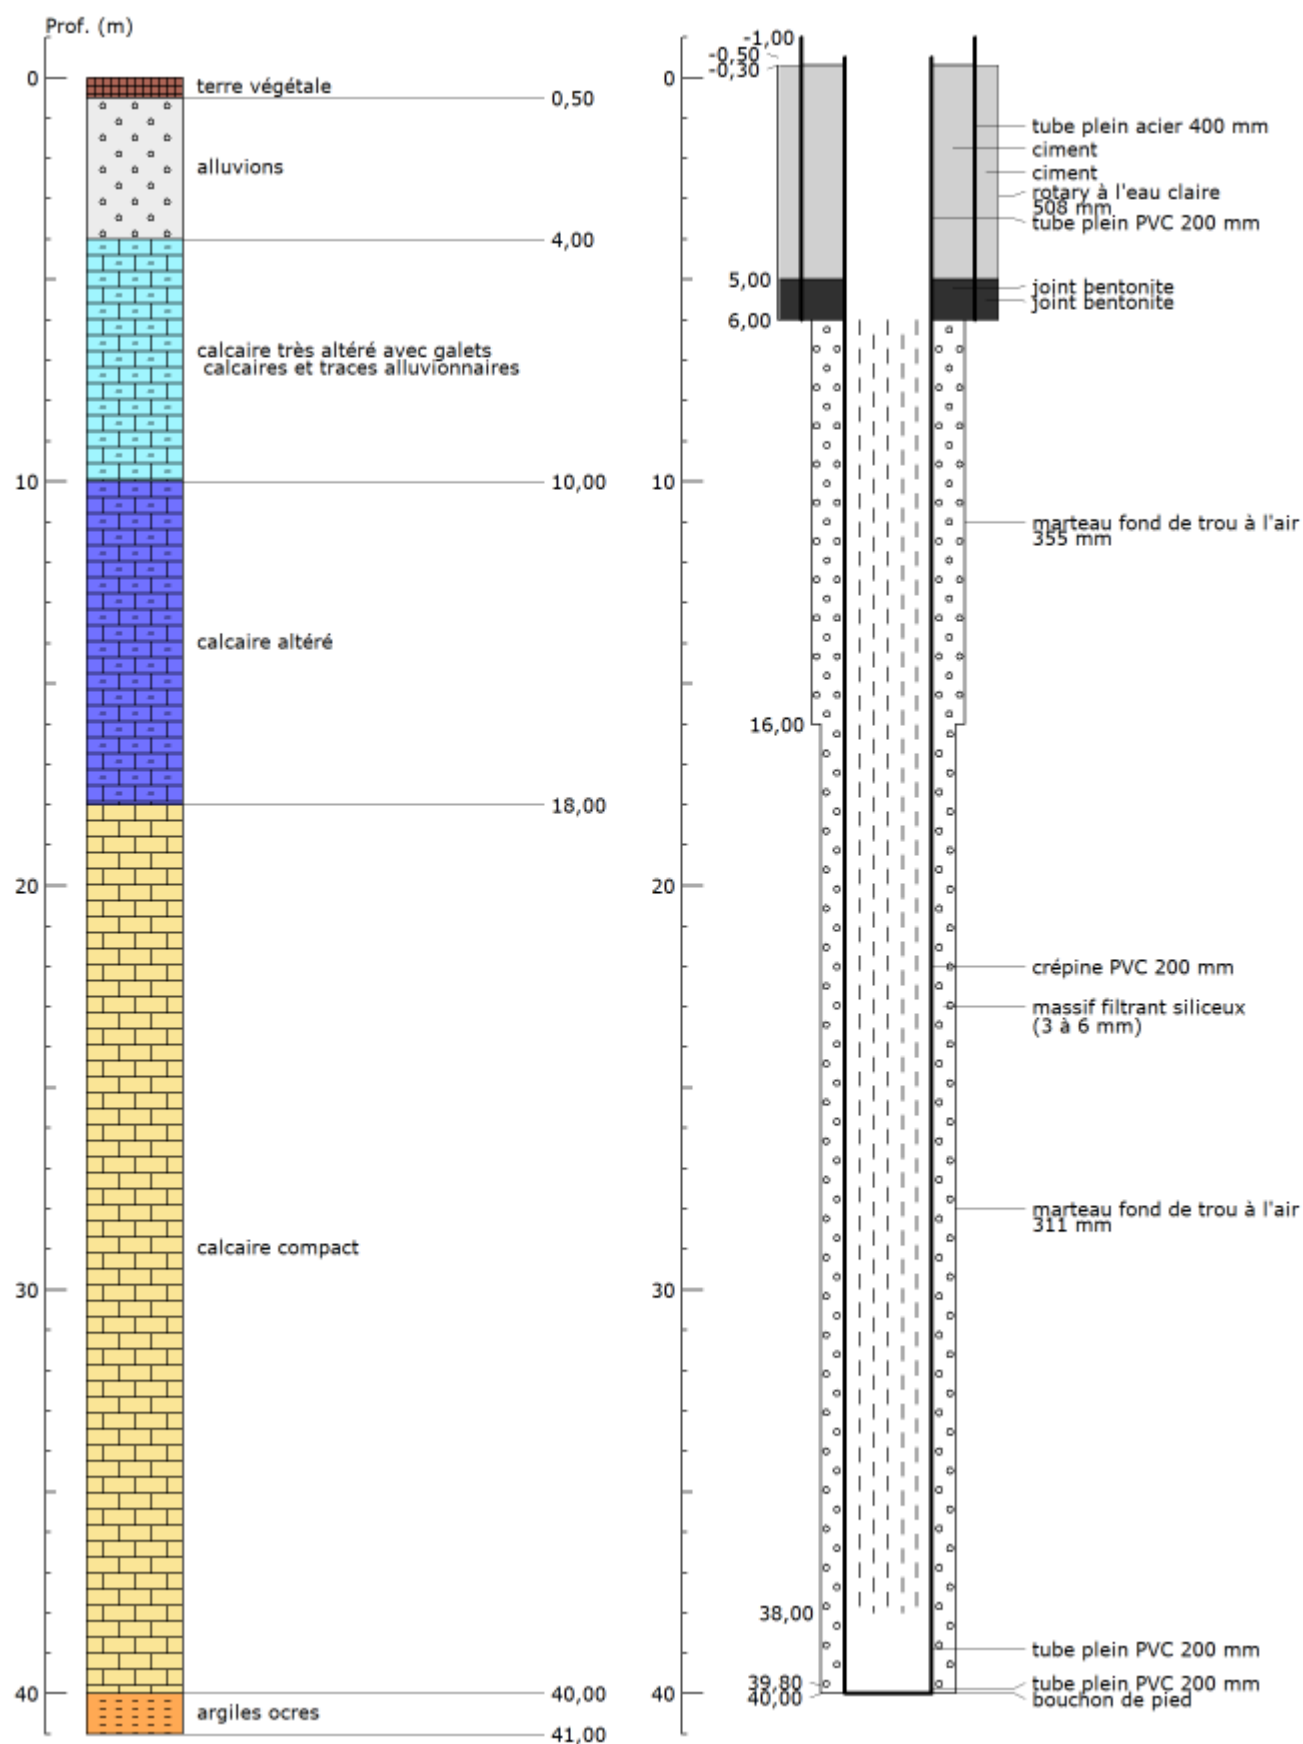 Prof. (m)
0
terre végétale
0,50
alluvions
4,00
calcaire très altéré avec galets
calcaires et traces alluvionnaires
10
10,00
calcaire altéré
18,00
20
calcaire compact
30
40
40,00
argiles ocres
41,00
-1,00
-0,50
-0,30
0
tube plein acier 400 mm
ciment
ciment
rotary à l'eau claire
508 mm
tube plein PVC 200 mm
5,00
joint bentonite
joint bentonite
6,00
10
marteau fond de trou à l'air
355 mm
16,00
20
crépine PVC 200 mm
massif filtrant siliceux
(3 à 6 mm)
marteau fond de trou à l'air
311 mm
30
38,00
tube plein PVC 200 mm
39,80
tube plein PVC 200 mm
40
40,00
bouchon de pied